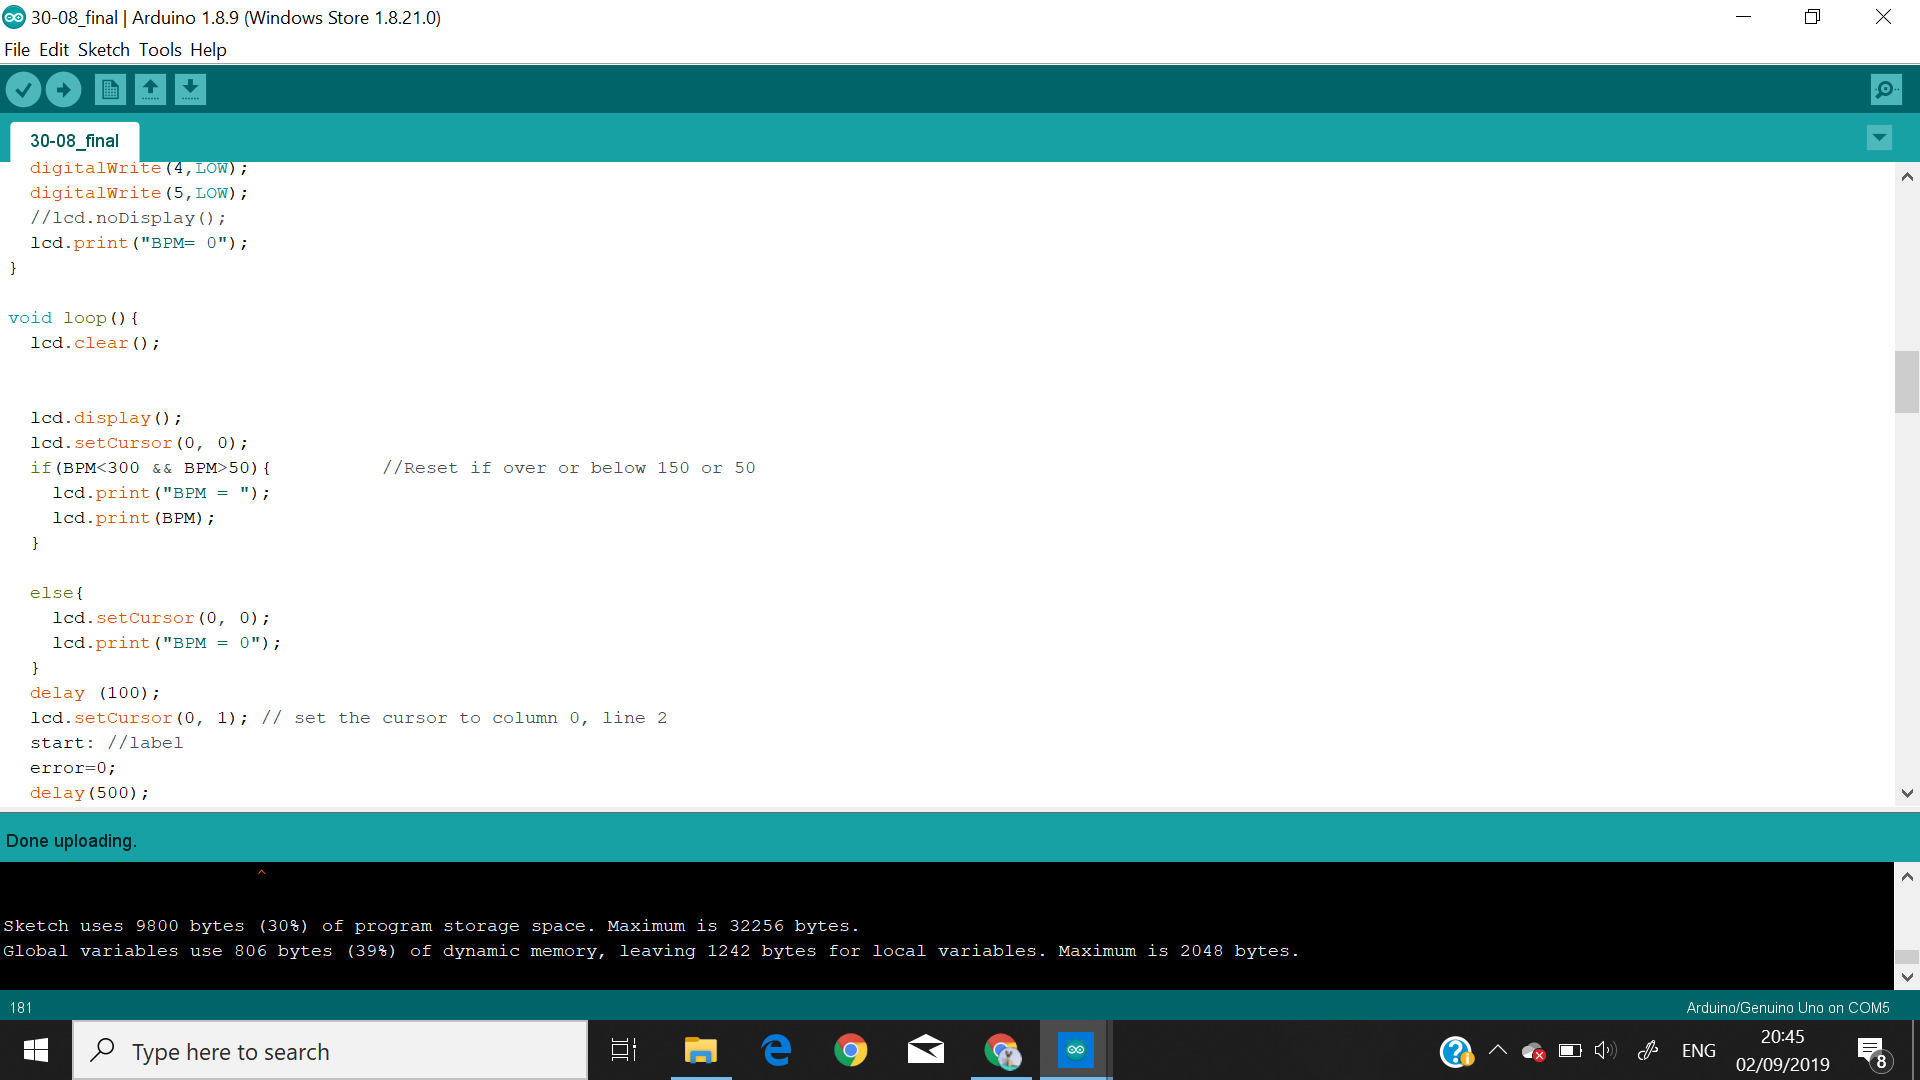 30-08_final | Arduino 1.8.9 (Windows Store 1.8.21.0)
File Edit Sketch Tools Help
30-08_final
digitalWrite(4,LOW);
digitalWrite(5,LOW);
//lcd.noDisplay();
lcd.print("BPM= 0");
}
void loop(){
lcd.clear();
lcd.display();
lcd.setCursor(0, 0);
if(BPM<300 && BPM>50){ //Reset if over or below 150 or 50
lcd.print("BPM = ");
lcd.print(BPM);
}
else{
lcd.setCursor(0, 0);
lcd.print("BPM = 0");
}
delay (100);
lcd.setCursor(0, 1); // set the cursor to column 0, line 2
start: //label
error=0;
delay(500);
Done uploading.
^
Sketch uses 9800 bytes (30%) of program storage space. Maximum is 32256 bytes.
Global variables use 806 bytes (39%) of dynamic memory, leaving 1242 bytes for local variables. Maximum is 2048 bytes.
181
Arduino/Genuino Uno on COM5
Type here to search
ENG
20:45
02/09/2019
8